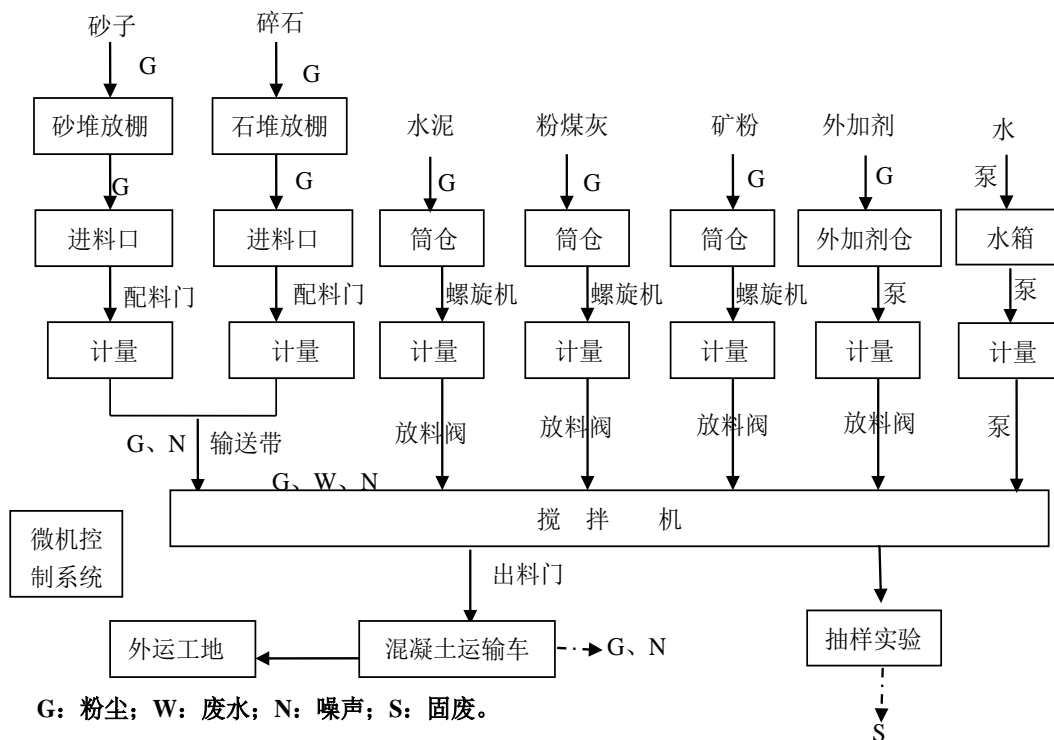 砂子 碎石
G G
砂堆放棚 石堆放棚 水泥 粉煤灰 矿粉 外加剂 水
G G G G G G 泵
进料口 进料口 筒仓 筒仓 筒仓 外加剂仓 水箱
配料门 配料门 螺旋机 螺旋机 螺旋机 泵 泵
计量 计量 计量 计量 计量 计量 计量
G、N 输送带 放料阀 放料阀 放料阀 放料阀 泵
G、W、N
搅 拌 机
微机控
制系统
出料门
外运工地 混凝土运输车 G、N 抽样实验
G：粉尘；W：废水；N：噪声；S：固废。
S